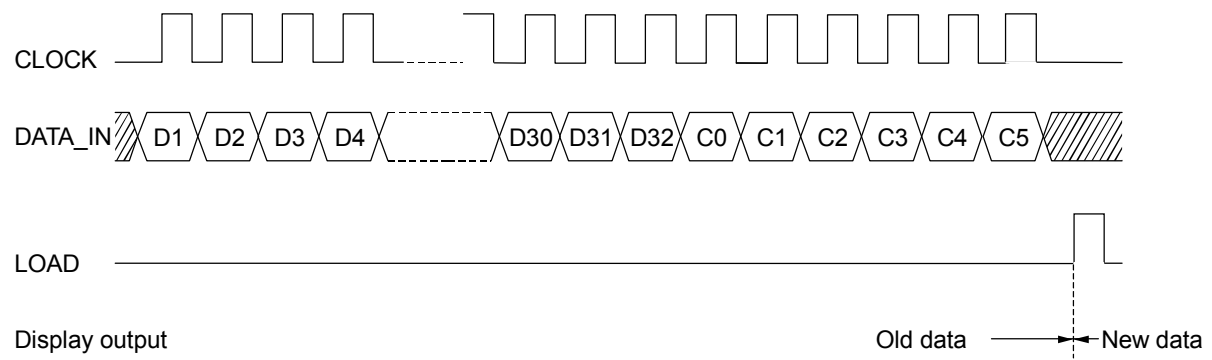 CLOCK
DATA_IN D1 D2 D3 D4 D30 D31 D32 C0 C1 C2 C3 C4 C5
LOAD
Display output Old data New data